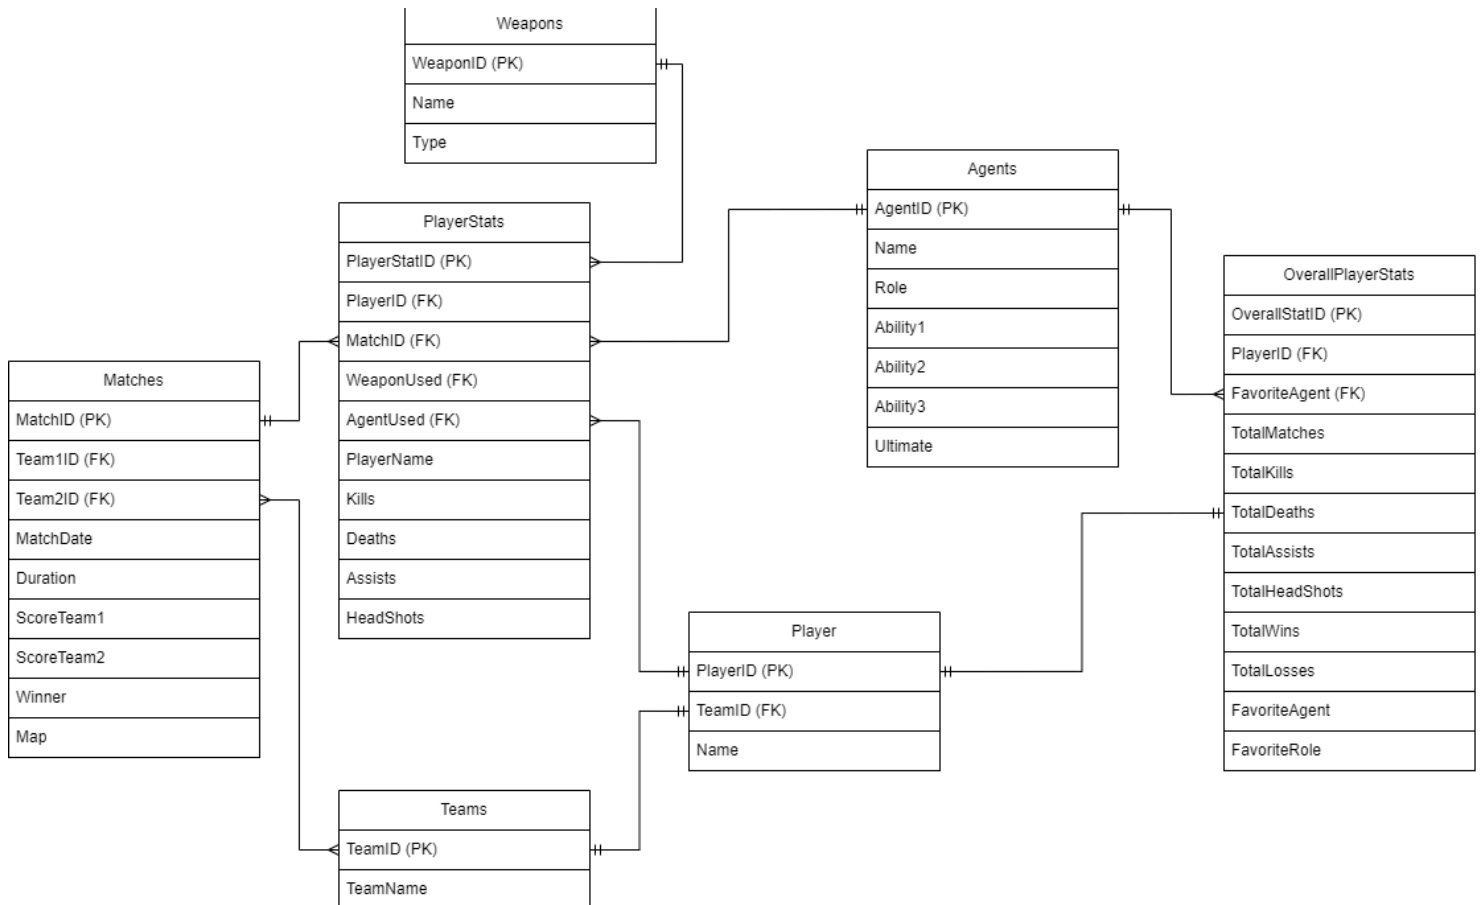 Weapons
WeaponID (PK)
Name
Type
PlayerStats
PlayerStatID (PK)
PlayerID (FK)
MatchID (FK)
WeaponUsed (FK)
AgentUsed (FK)
PlayerName
Kills
Deaths
Assists
HeadShots
Agents
AgentID (PK)
Name
Role
Ability1
Ability2
Ability3
Ultimate
OverallPlayerStats
OverallStatID (PK)
PlayerID (FK)
FavoriteAgent (FK)
TotalMatches
TotalKills
TotalDeaths
TotalAssists
TotalHeadShots
TotalWins
TotalLosses
FavoriteAgent
FavoriteRole
Matches
MatchID (PK)
Team1ID (FK)
Team2ID (FK)
MatchDate
Duration
ScoreTeam1
ScoreTeam2
Winner
Map
Player
PlayerID (PK)
TeamID (FK)
Name
Teams
TeamID (PK)
TeamName